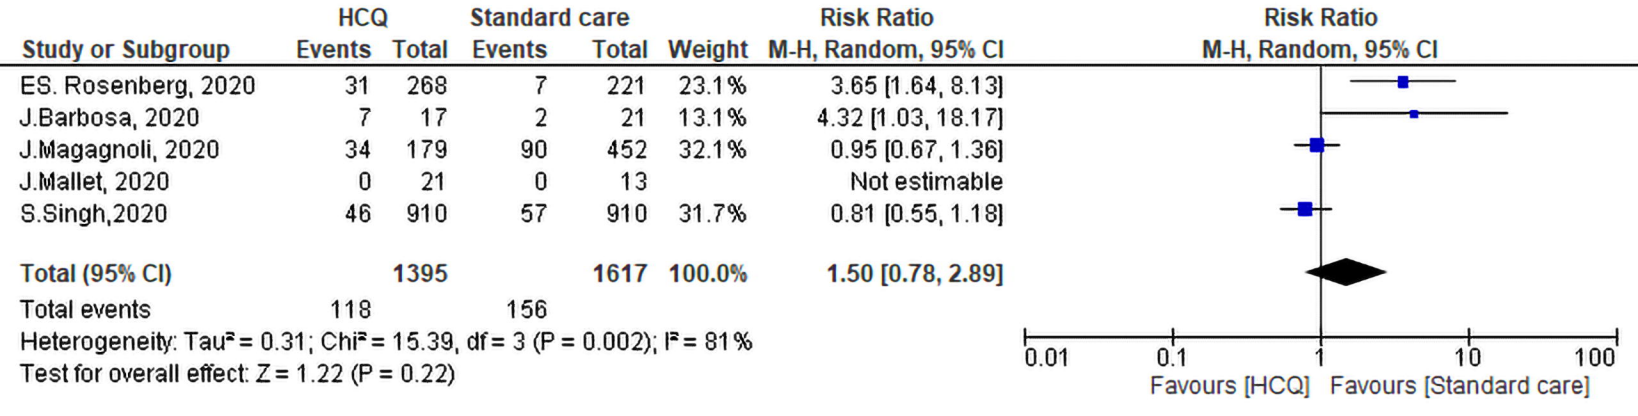 HCQ Standard care Risk Ratio Risk Ratio
Study or Subgroup Events Total Events Total Weight M-H, Random, 95% CI M-H, Random, 95% CI
ES. Rosenberg, 2020 31 268 7 221 23.1% 3.65 [1.64, 8.13]
J.Barbosa, 2020 7 17 2 21 13.1% 4.32 [1.03, 18.17]
J.Magagnoli, 2020 34 179 90 452 32.1% 0.95 [0.67, 1.36]
J.Mallet, 2020 0 21 0 13 Not estimable
S.Singh,2020 46 910 57 910 31.7% 0.81 [0.55, 1.18]
Total (95% CI) 1395 1617 100.0% 1.50 [0.78, 2.89]
Total events 118 156
Heterogeneity: Tau² = 0.31; Chi² = 15.39, df = 3 (P = 0.002); I² = 81%
Test for overall effect: Z = 1.22 (P = 0.22)
0.01 0.1 1 10 100
Favours [HCQ] Favours [Standard care]